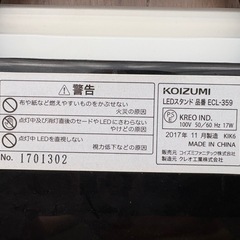 警告
布や紙など燃えやすいものをかぶせない
火災の原因
点灯中や消灯直後のセードやLEDにさわらない
やけどの原因
点灯中LEDを直視しない
視力低下などの原因
No. 1701302
KOIZUMI
LEDスタンド 品番 ECL-359
KREO IND.
100V 50/60 Hz 17W
2017年 11月製造 KIK6
MADE IN CHINA
発売元 コイズミファニテック株式会社
製造元 クレオ工業株式会社